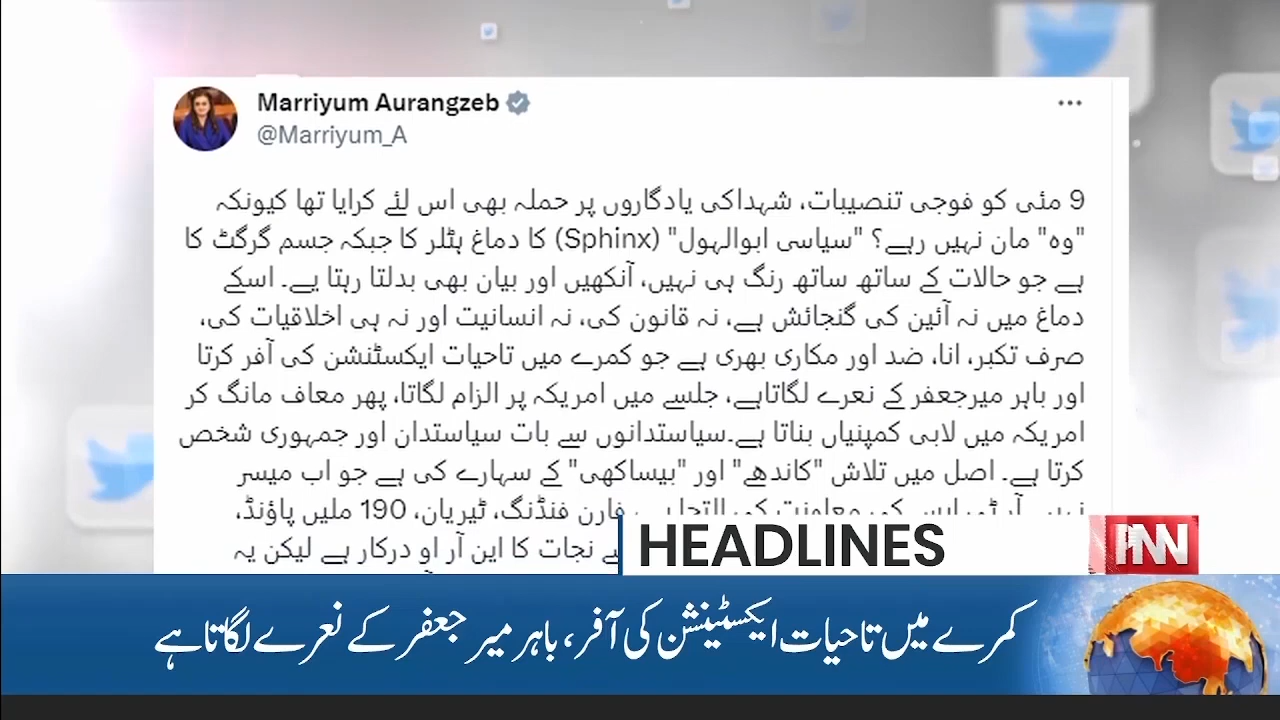 Marriyum Aurangzeb
@Marriyum_A
9 مئی کو فوجی تنصیبات، شہداکی یادگاروں پر حملہ بھی اس لئے کرایا تھا کیونکہ
"وہ" مان نہیں رہے؟ "سیاسی ابوالہول" (Sphinx) کا دماغ ہٹلر کا جبکہ جسم گرگٹ کا
ہے جو حالات کے ساتھ ساتھ رنگ ہی نہیں، آنکھیں اور بیان بھی بدلتا رہتا یے۔ اسکے
دماغ میں نہ آئین کی گنجائش ہے، نہ قانون کی، نہ انسانیت اور نہ ہی اخلاقیات کی،
صرف تکبر، انا، ضد اور مکاری بھری ہے جو کمرے میں تاحیات ایکسٹنشن کی آفر کرتا
اور باہر میرجعفر کے نعرے لگاتاہے، جلسے میں امریکہ پر الزام لگاتا، پھر معاف مانگ کر
امریکہ میں لابی کمپنیاں بناتا ہے۔سیاستدانوں سے بات سیاستدان اور جمہوری شخص
کرتا ہے۔ اصل میں تلاش "کاندھے" اور "بیساکھی" کے سہارے کی ہے جو اب میسر
فارن فنڈنگ، ٹیریان، 190 ملیں پاؤنڈ،
سے نجات کا این آر او درکار ہے لیکن یہ
HEADLINES
PNN
کمرے میں تاحیات ایکسٹینشن کی آفر، باہر میر جعفر کے نعرے لگاتا ہے